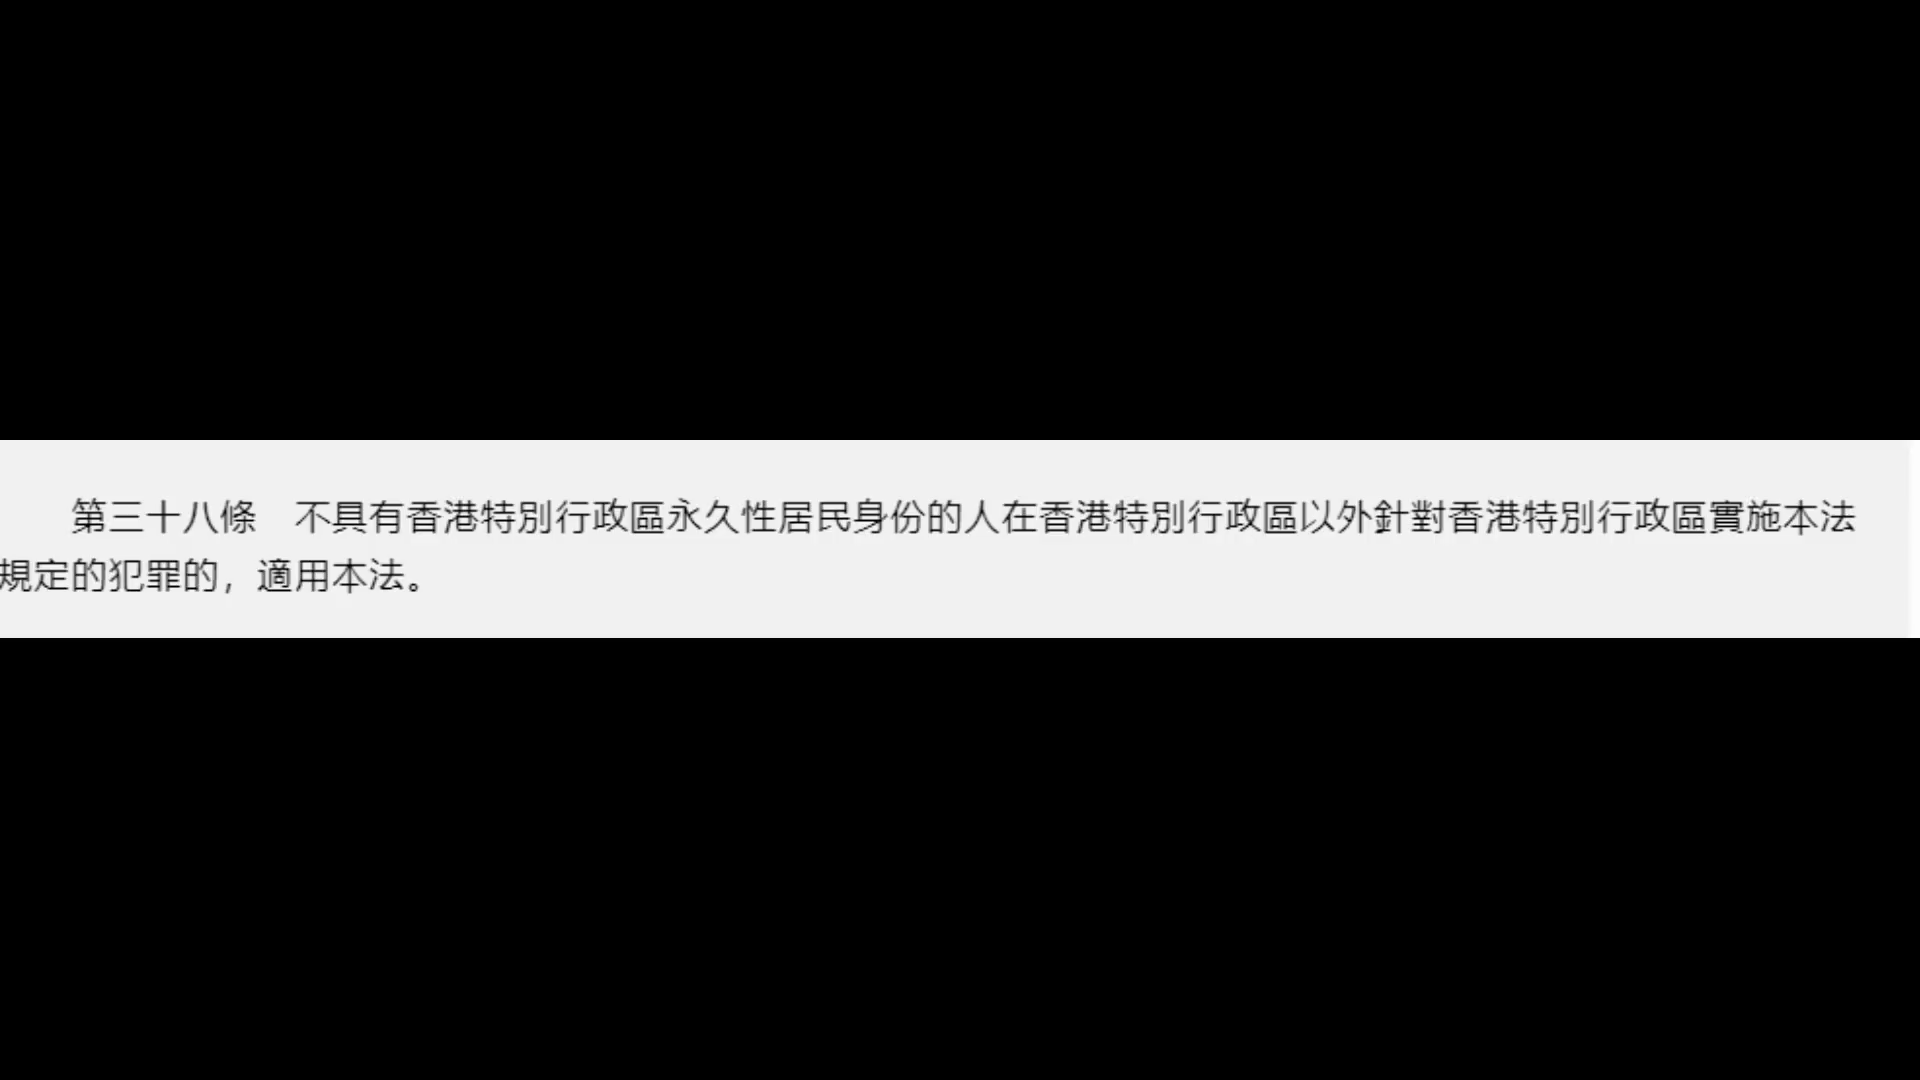 第三十八條　不具有香港特別行政區永久性居民身份的人在香港特別行政區以外針對香港特別行政區實施本法
規定的犯罪的，適用本法。